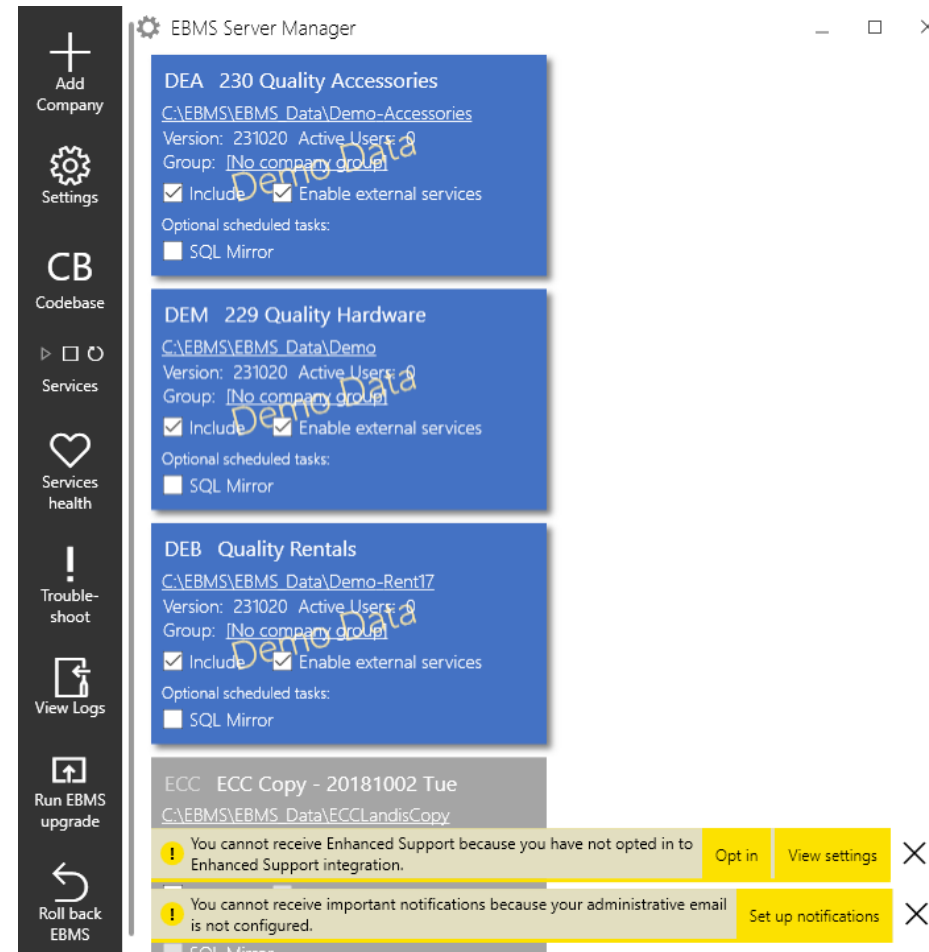 EBMS Server Manager
Add
Company
Settings
CB
Codebase
Services
Services
health
Trouble-
shoot
View Logs
Run EBMS
upgrade
Roll back
EBMS
DEA 230 Quality Accessories
C:\EBMS\EBMS_Data\Demo-Accessories
Version: 231020 Active Users: 0
Group: [No company group]
Demo Data
Include Enable external services
Optional scheduled tasks:
SQL Mirror
DEM 229 Quality Hardware
C:\EBMS\EBMS_Data\Demo
Version: 231020 Active Users: 0
Group: [No company group]
Demo Data
Include Enable external services
Optional scheduled tasks:
SQL Mirror
DEB Quality Rentals
C:\EBMS\EBMS_Data\Demo-Rent17
Version: 231020 Active Users: 0
Group: [No company group]
Demo Data
Include Enable external services
Optional scheduled tasks:
SQL Mirror
ECC ECC Copy - 20181002 Tue
C:\EBMS\EBMS_Data\ECCLandisCopy
You cannot receive Enhanced Support because you have not opted in to
Enhanced Support integration.
Opt in View settings
You cannot receive important notifications because your administrative email
is not configured.
Set up notifications
SQL Mirror